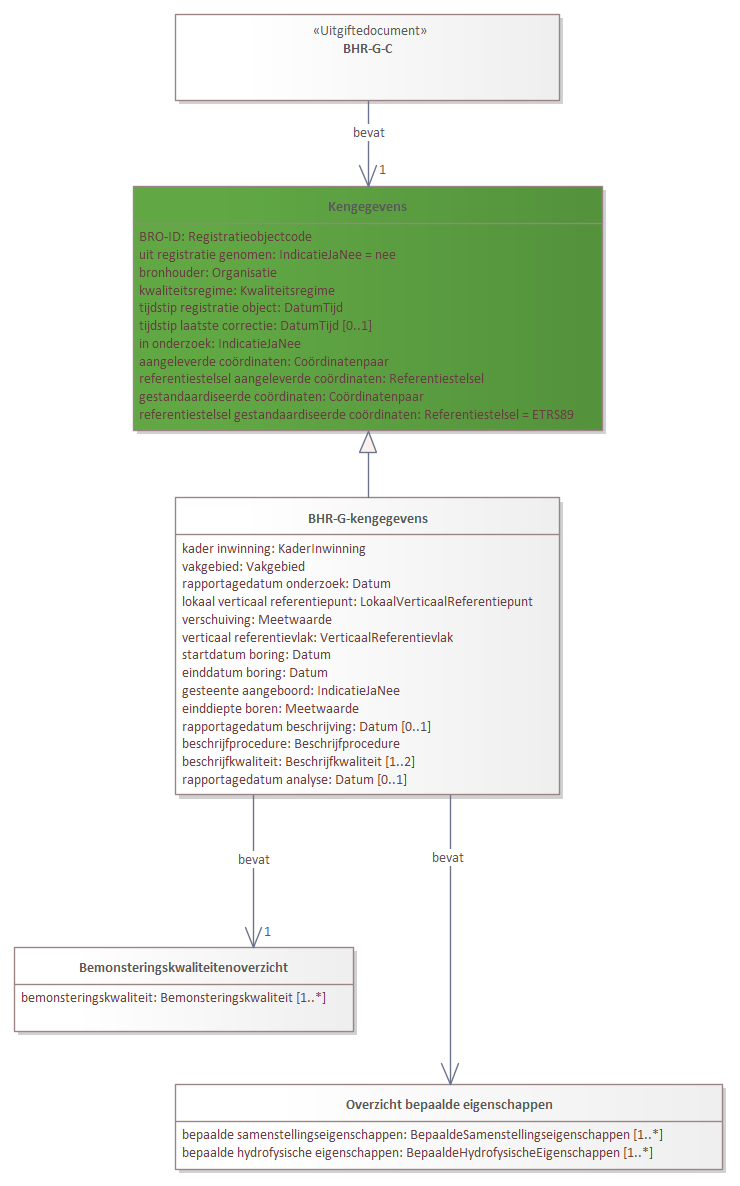 «Uitgiftedocument»
BHR-G-C
bevat
1
Kengegevens
BRO-ID: Registratieobjectcode
uit registratie genomen: IndicatieJaNee = nee
bronhouder: Organisatie
kwaliteitsregime: Kwaliteitsregime
tijdstip registratie object: DatumTijd
tijdstip laatste correctie: DatumTijd [0..1]
in onderzoek: IndicatieJaNee
aangeleverde coördinaten: Coördinatenpaar
referentiestelsel aangeleverde coördinaten: Referentiestelsel
gestandaardiseerde coördinaten: Coördinatenpaar
referentiestelsel gestandaardiseerde coördinaten: Referentiestelsel = ETRS89
BHR-G-kengegevens
kader inwinning: KaderInwinning
vakgebied: Vakgebied
rapportagedatum onderzoek: Datum
lokaal verticaal referentiepunt: LokaalVerticaalReferentiepunt
verschuiving: Meetwaarde
verticaal referentievlak: VerticaalReferentievlak
startdatum boring: Datum
einddatum boring: Datum
gesteente aangeboord: IndicatieJaNee
einddiepte boren: Meetwaarde
rapportagedatum beschrijving: Datum [0..1]
beschrijfprocedure: Beschrijfprocedure
beschrijfkwaliteit: Beschrijfkwaliteit [1..2]
rapportagedatum analyse: Datum [0..1]
bevat
bevat
1
Bemonsteringskwaliteitenoverzicht
bemonsteringskwaliteit: Bemonsteringskwaliteit [1..*]
Overzicht bepaalde eigenschappen
bepaalde samenstellingseigenschappen: BepaaldeSamenstellingseigenschappen [1..*]
bepaalde hydrofysische eigenschappen: BepaaldeHydrofysischeEigenschappen [1..*]